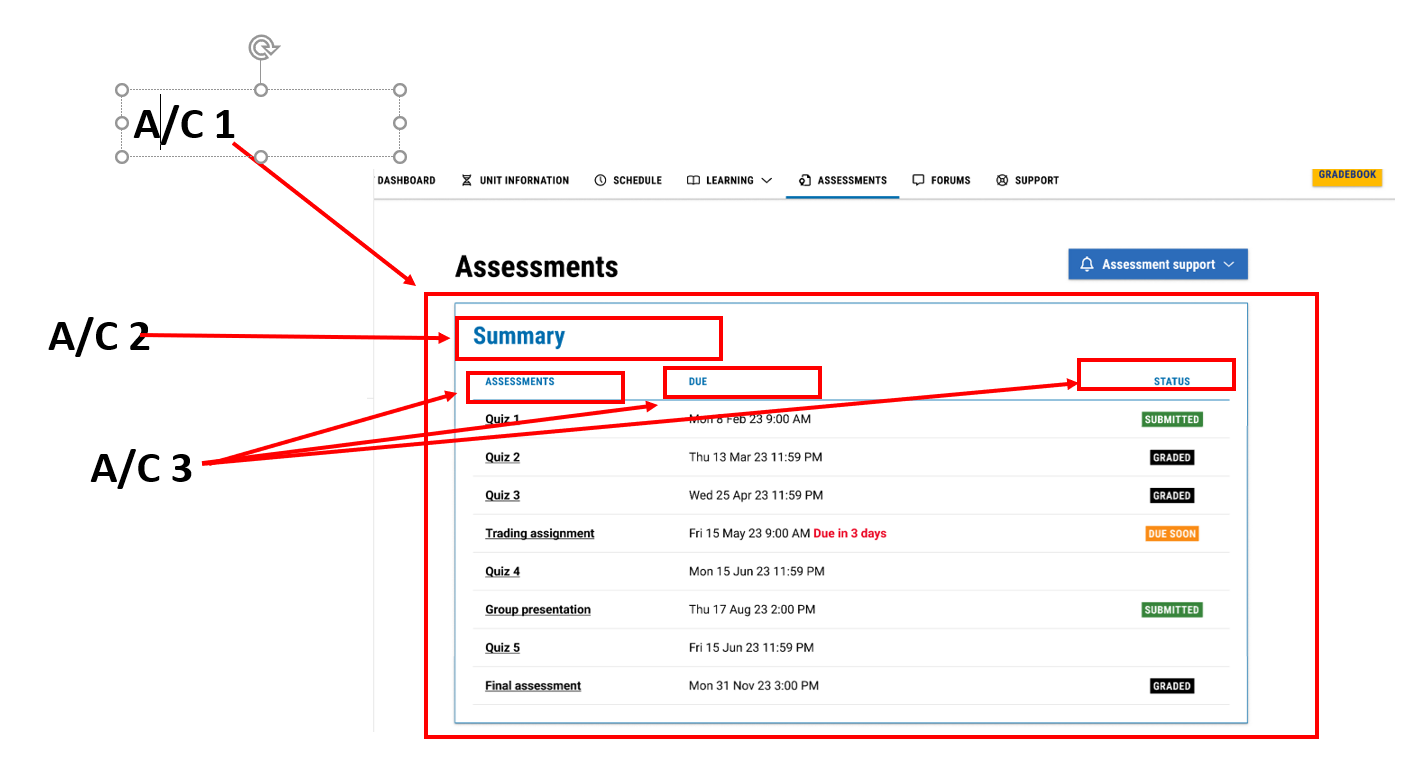 A/C 1
DASHBOARD UNIT INFORNATION SCHEDULE LEARNING ASSESSMENTS FORUMS SUPPORT GRADEBOOK
Assessments
Assessment support
A/C 2
Summary
ASSESSMENTS DUE STATUS
Quiz 1 Mon 8 Feb 23 9:00 AM SUBMITTED
A/C 3
Quiz 2 Thu 13 Mar 23 11:59 PM GRADED
Quiz 3 Wed 25 Apr 23 11:59 PM GRADED
Trading assignment Fri 15 May 23 9:00 AM Due in 3 days DUE SOON
Quiz 4 Mon 15 Jun 23 11:59 PM
Group presentation Thu 17 Aug 23 2:00 PM SUBMITTED
Quiz 5 Fri 15 Jun 23 11:59 PM
Final assessment Mon 31 Nov 23 3:00 PM GRADED